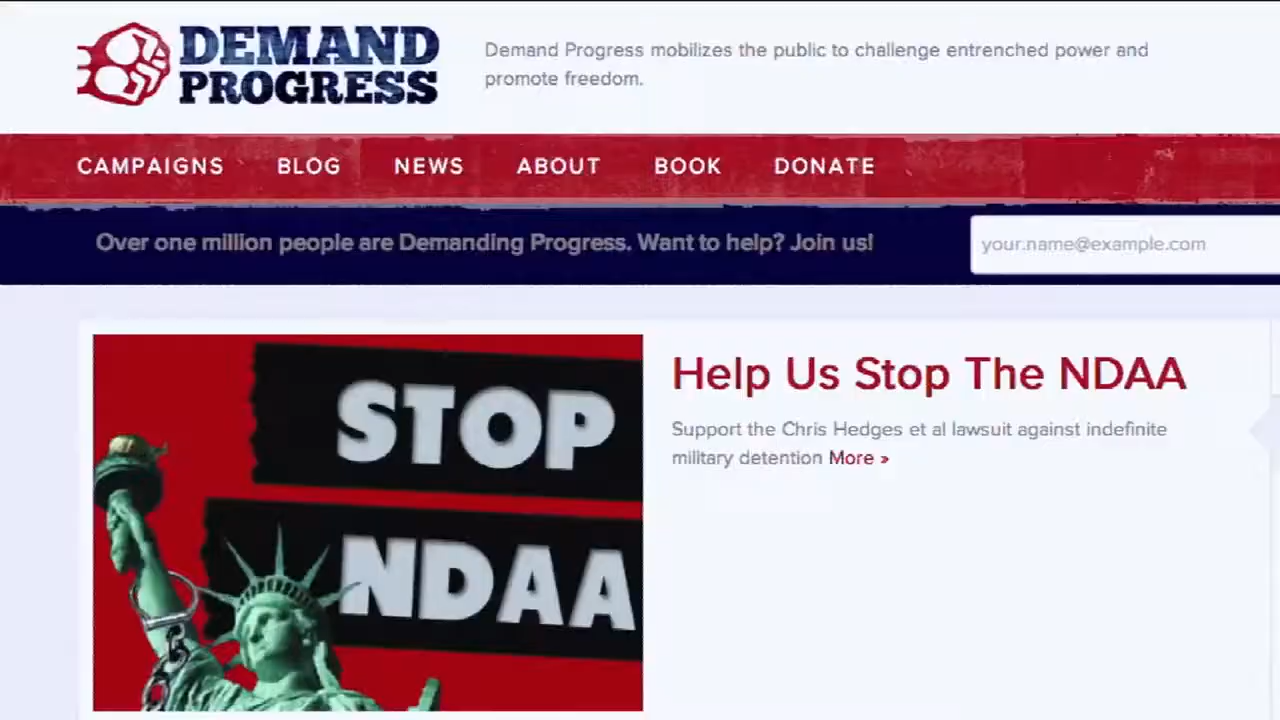 DEMAND
PROGRESS
Demand Progress mobilizes the public to challenge entrenched power and
promote freedom.
CAMPAIGNS BLOG NEWS ABOUT BOOK DONATE
Over one million people are Demanding Progress. Want to help? Join us!
your.name@example.com
STOP
NDAA
Help Us Stop The NDAA
Support the Chris Hedges et al lawsuit against indefinite
military detention More »